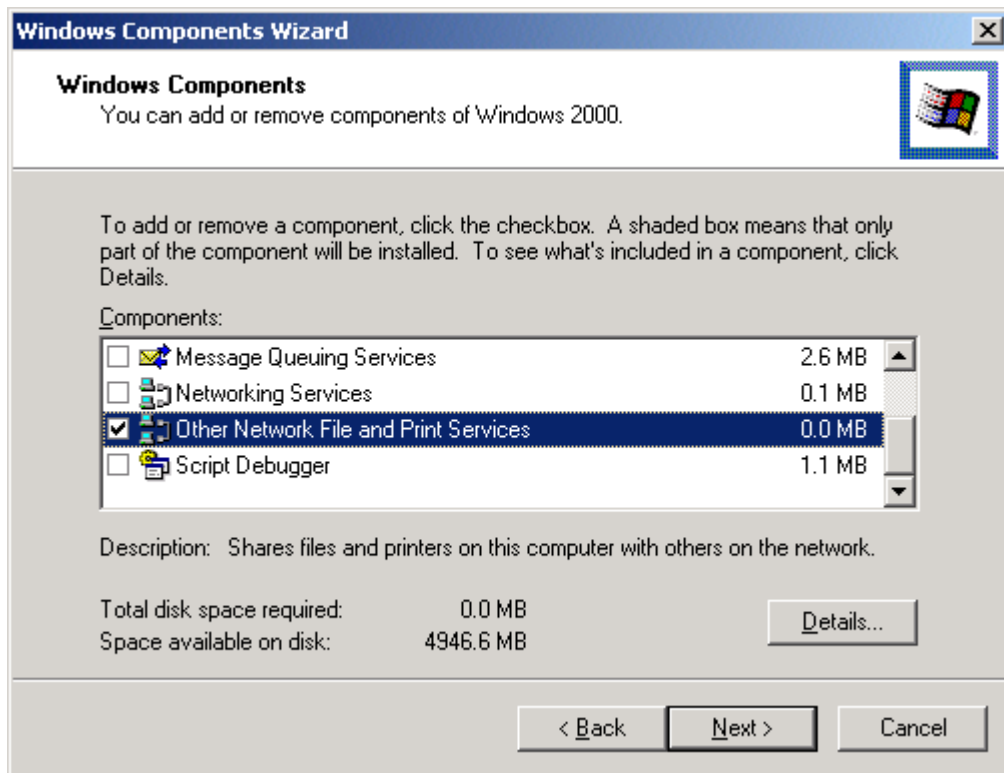 Windows Components Wizard
Windows Components
You can add or remove components of Windows 2000.
To add or remove a component, click the checkbox. A shaded box means that only
part of the component will be installed. To see what's included in a component, click
Details.
Components:
Message Queuing Services 2.6 MB
Networking Services 0.1 MB
Other Network File and Print Services 0.0 MB
Script Debugger 1.1 MB
Description: Shares files and printers on this computer with others on the network.
Total disk space required: 0.0 MB
Space available on disk: 4946.6 MB
Details...
< Back Next > Cancel